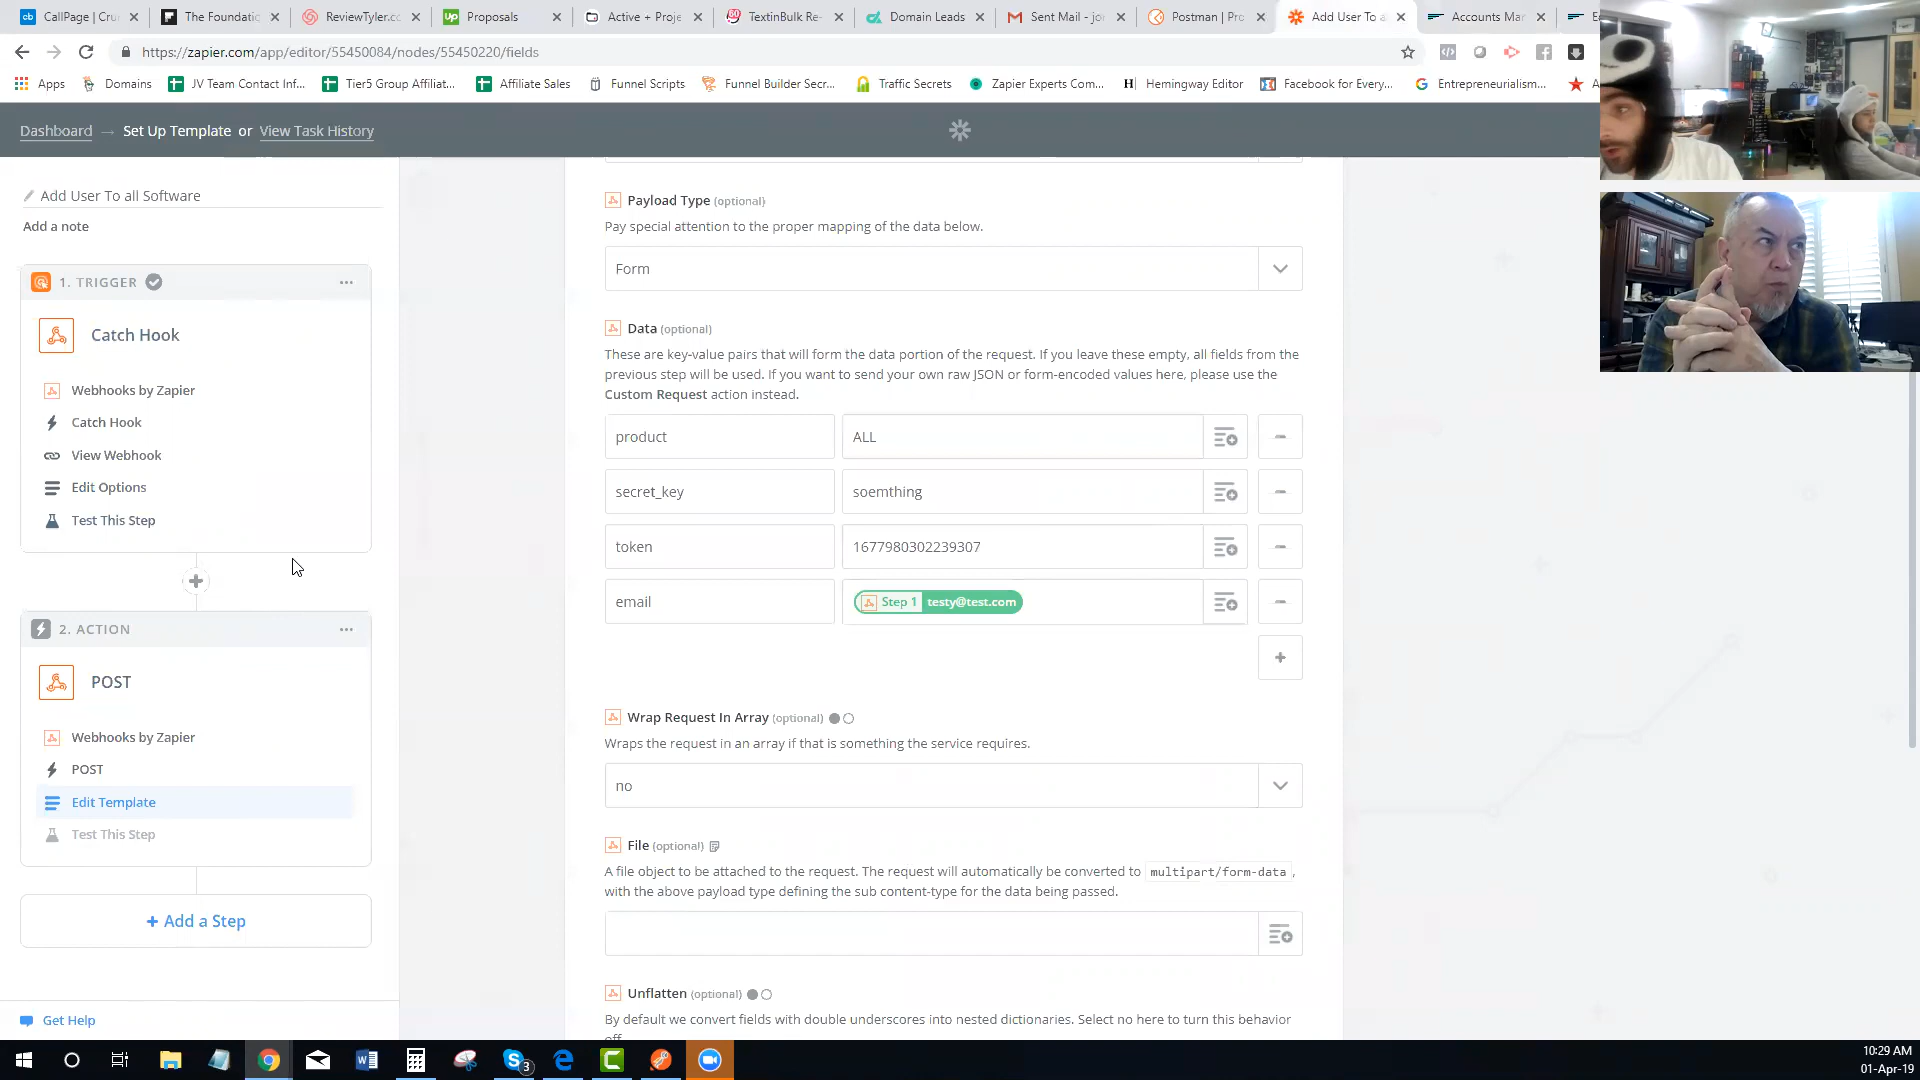 CallPage | Cru
The Foundatio
ReviewTyler.cc
Proposals
Active + Proje
TextinBulk Re-
Domain Leads
Sent Mail - jo
Postman | Pro
Add User To a
Accounts Mar
https://zapier.com/app/editor/55450084/nodes/55450220/fields
Apps
Domains
JV Team Contact Inf...
Tier5 Group Affiliat...
Affiliate Sales
Funnel Scripts
Funnel Builder Secr...
Traffic Secrets
Zapier Experts Com...
Hemingway Editor
Facebook for Every...
Entrepreneurialism...
Dashboard → Set Up Template or View Task History
Add User To all Software
Add a note
1. TRIGGER
Catch Hook
Webhooks by Zapier
Catch Hook
View Webhook
Edit Options
Test This Step
2. ACTION
POST
Webhooks by Zapier
POST
Edit Template
Test This Step
+ Add a Step
Get Help
Payload Type (optional)
Pay special attention to the proper mapping of the data below.
Form
Data (optional)
These are key-value pairs that will form the data portion of the request. If you leave these empty, all fields from the
previous step will be used. If you want to send your own raw JSON or form-encoded values here, please use the
Custom Request action instead.
product ALL
secret_key soemthing
token 1677980302239307
email Step 1 testy@test.com
Wrap Request In Array (optional)
Wraps the request in an array if that is something the service requires.
no
File (optional)
A file object to be attached to the request. The request will automatically be converted to multipart/form-data,
with the above payload type defining the sub content-type for the data being passed.
Unflatten (optional)
By default we convert fields with double underscores into nested dictionaries. Select no here to turn this behavior
off.
10:29 AM
01-Apr-19